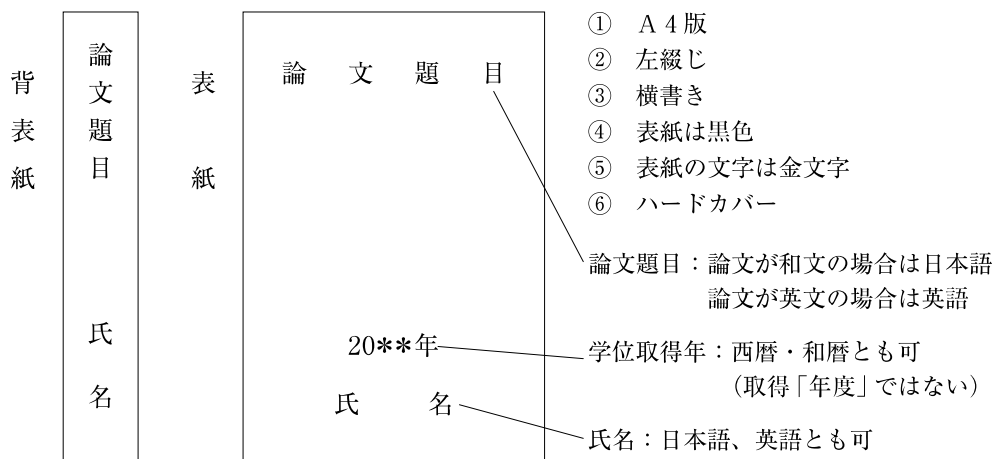 背表紙
論文題目
氏名
表紙
論文題目
20**年
氏名
① A4版
② 左綴じ
③ 横書き
④ 表紙は黒色
⑤ 表紙の文字は金文字
⑥ ハードカバー
論文題目：論文が和文の場合は日本語
論文が英文の場合は英語
学位取得年：西暦・和暦とも可
（取得「年度」ではない）
氏名：日本語、英語とも可